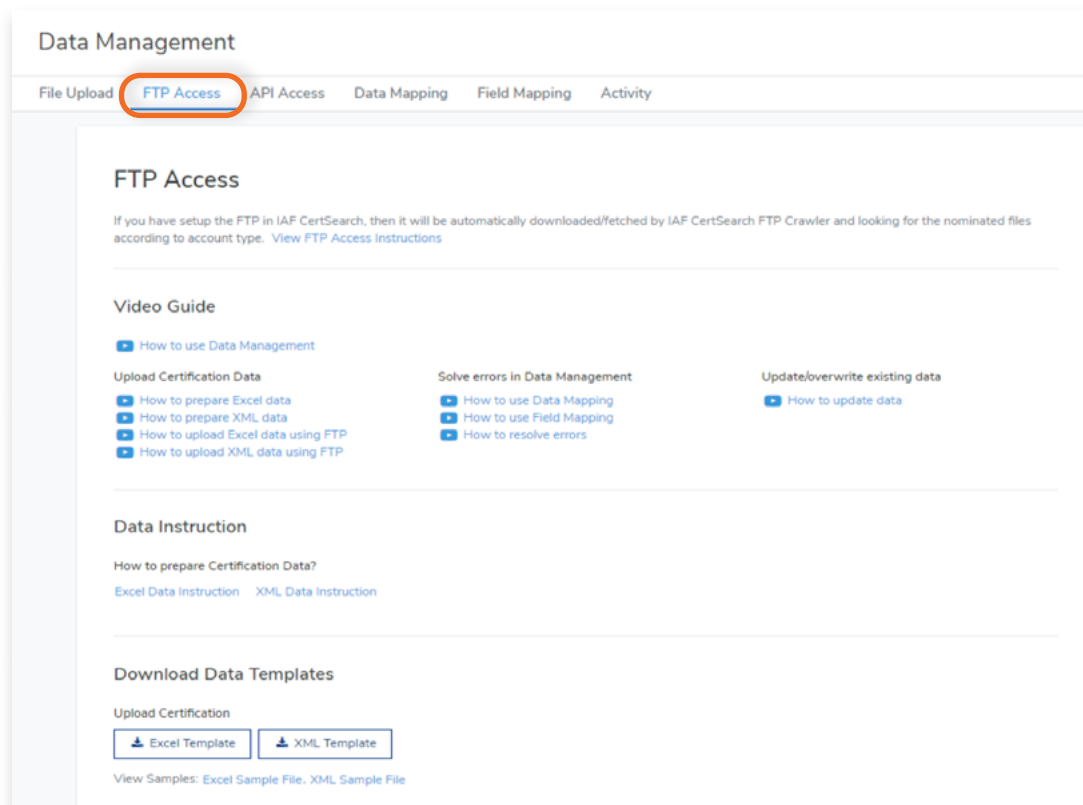 Data Management
File Upload FTP Access API Access Data Mapping Field Mapping Activity
FTP Access
If you have setup the FTP in IAF CertSearch, then it will be automatically downloaded/fetched by IAF CertSearch FTP Crawler and looking for the nominated files
according to account type. View FTP Access Instructions
Video Guide
How to use Data Management
Upload Certification Data
How to prepare Excel data
How to prepare XML data
How to upload Excel data using FTP
How to upload XML data using FTP
Solve errors in Data Management
How to use Data Mapping
How to use Field Mapping
How to resolve errors
Update/overwrite existing data
How to update data
Data Instruction
How to prepare Certification Data?
Excel Data Instruction XML Data Instruction
Download Data Templates
Upload Certification
Excel Template XML Template
View Samples: Excel Sample File, XML Sample File